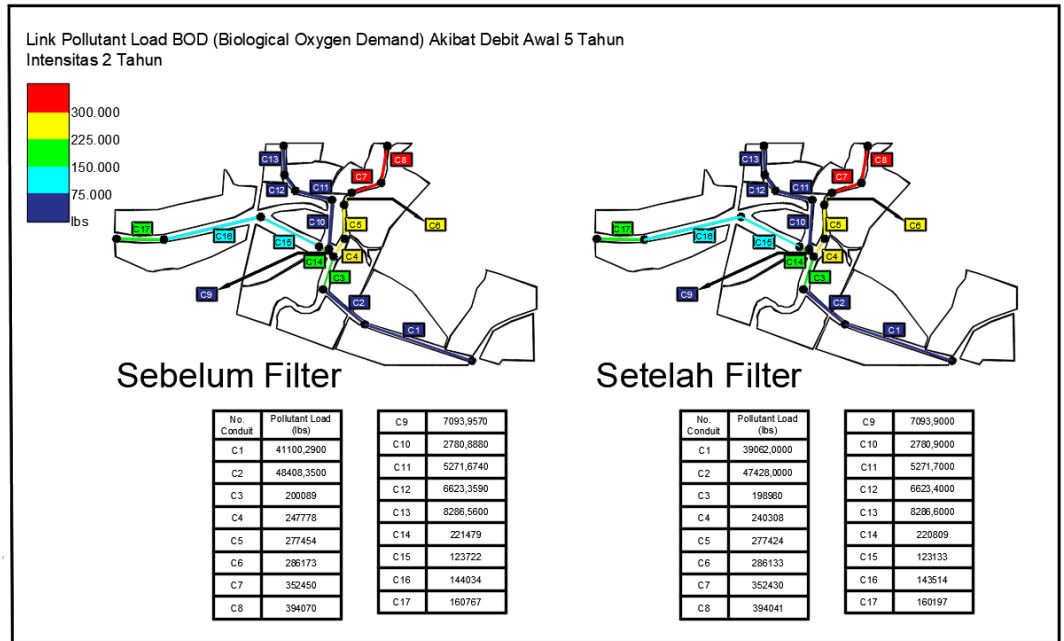 Link Pollutant Load BOD (Biological Oxygen Demand) Akibat Debit Awal 5 Tahun
Intensitas 2 Tahun
300.000
225.000
150.000
75.000
lbs
C13
C8
C12
C11
C7
C10
C5
C6
C17
C16
C15
C4
C14
C3
C9
C2
C1
Sebelum Filter
C13
C8
C12
C11
C7
C10
C5
C6
C17
C16
C15
C4
C14
C3
C9
C2
C1
Setelah Filter
No. Conduit Pollutant Load (lbs)
C1 41100,2900
C2 48408,3500
C3 200089
C4 247778
C5 277454
C6 286173
C7 352450
C8 394070
C9 7093,9570
C10 2780,8880
C11 5271,6740
C12 6623,3590
C13 8286,5600
C14 221479
C15 123722
C16 144034
C17 160767
No. Conduit Pollutant Load (lbs)
C1 39062,0000
C2 47428,0000
C3 198980
C4 240308
C5 277424
C6 286133
C7 352430
C8 394041
C9 7093,9000
C10 2780,9000
C11 5271,7000
C12 6623,4000
C13 8286,6000
C14 220809
C15 123133
C16 143514
C17 160197